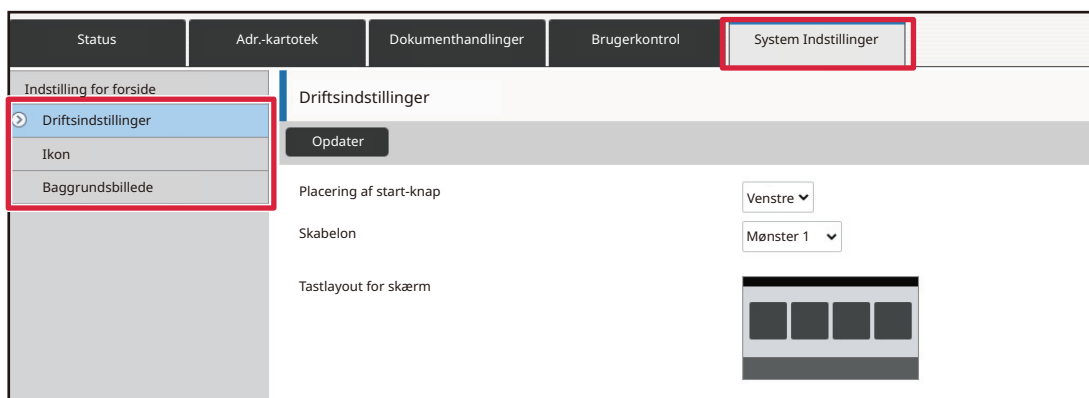 Status
Adr.-kartotek
Dokumenthandlinger
Brugerkontrol
System Indstillinger
Indstilling for forside
Driftsindstillinger
Ikon
Baggrundsbillede
Driftsindstillinger
Opdater
Placering af start-knap
Venstre
Skabelon
Mønster 1
Tastlayout for skærm